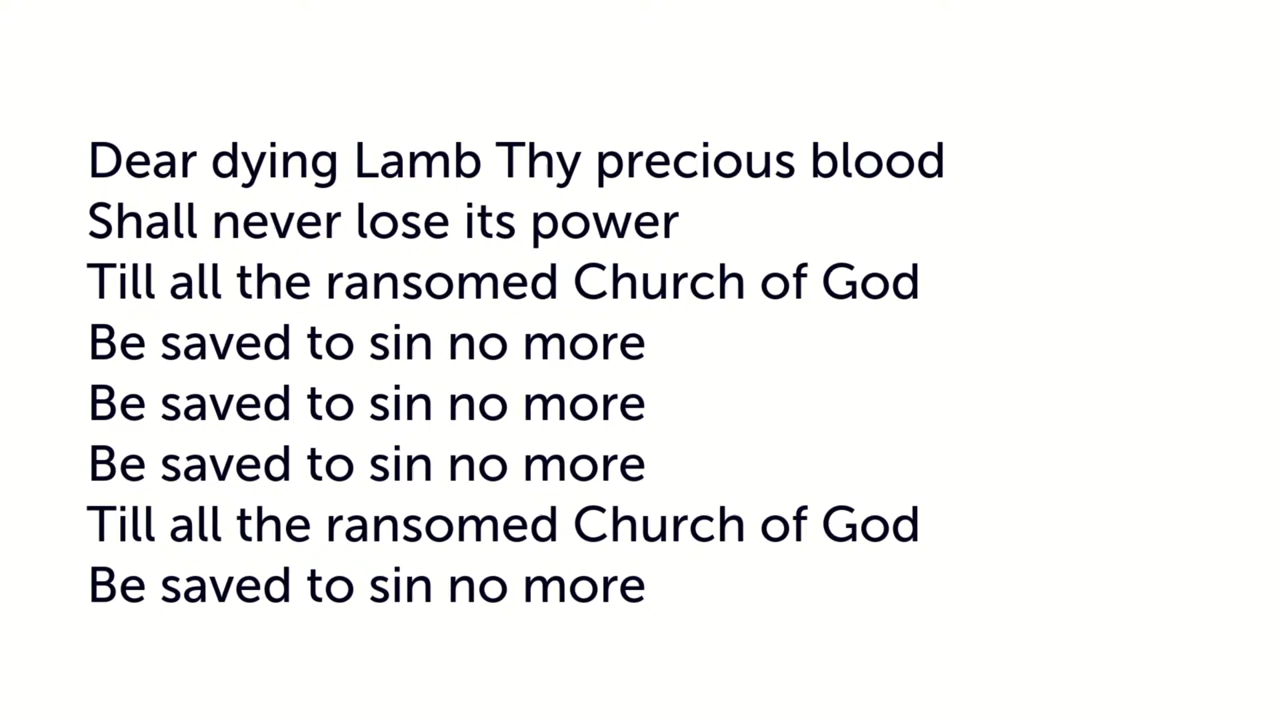 Dear dying Lamb Thy precious blood
Shall never lose its power
Till all the ransomed Church of God
Be saved to sin no more
Be saved to sin no more
Be saved to sin no more
Till all the ransomed Church of God
Be saved to sin no more